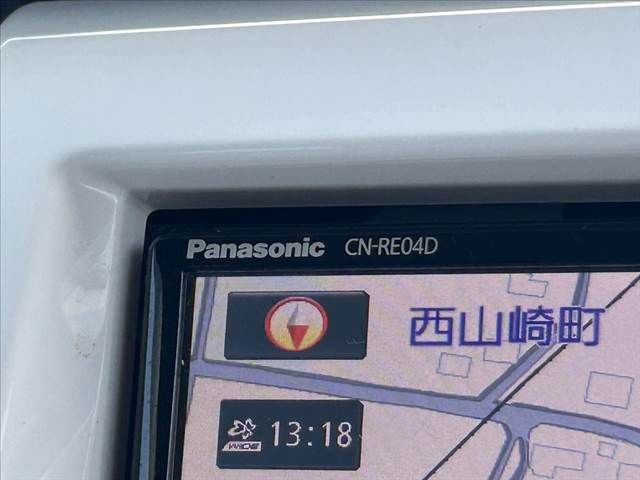 Panasonic CN-RE04D
西山崎町
WIDE 13:18